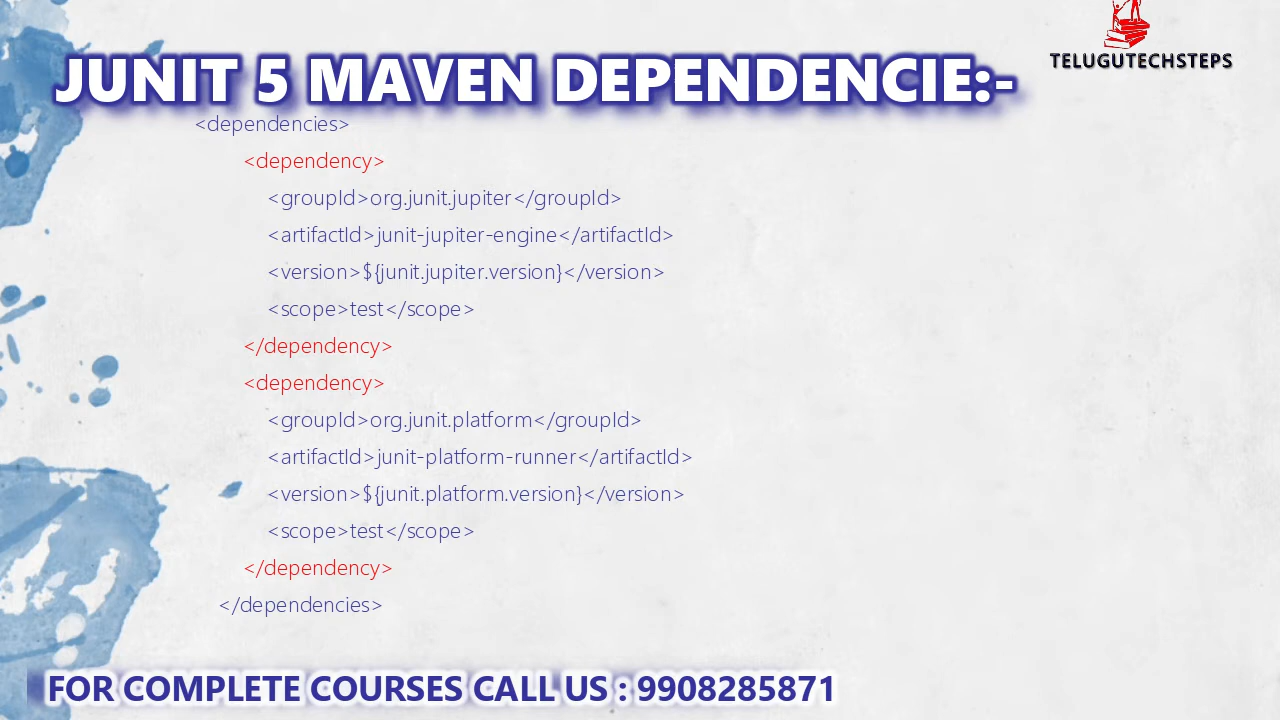 TELUGUTECHSTEPS
JUNIT 5 MAVEN DEPENDENCIE:-
<dependencies>
<dependency>
<groupId>org.junit.jupiter</groupId>
<artifactId>junit-jupiter-engine</artifactId>
<version>${junit.jupiter.version}</version>
<scope>test</scope>
</dependency>
<dependency>
<groupId>org.junit.platform</groupId>
<artifactId>junit-platform-runner</artifactId>
<version>${junit.platform.version}</version>
<scope>test</scope>
</dependency>
</dependencies>
FOR COMPLETE COURSES CALL US : 9908285871